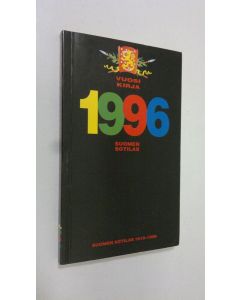 VUOSI
KIRJA
1996
SUOMEN
SOTILAS
SUOMEN SOTILAS 1919-1996